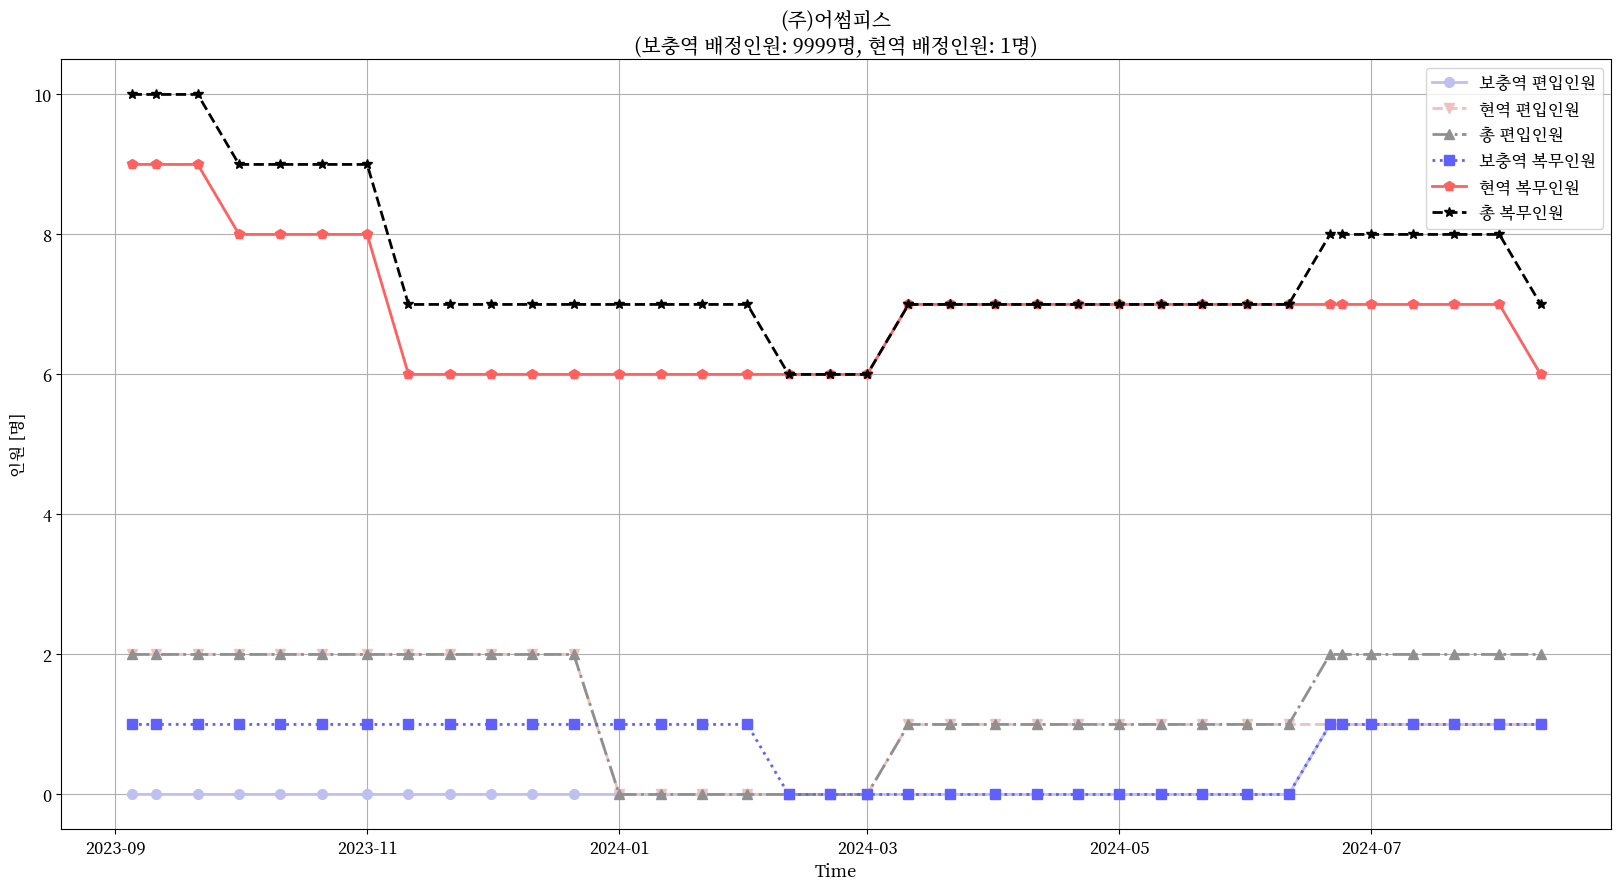 (주)어썸피스
(보충역 배정인원: 9999명, 현역 배정인원: 1명)
보충역 편입인원
현역 편입인원
총 편입인원
보충역 복무인원
현역 복무인원
총 복무인원
인원 [명]
10
8
6
4
2
0
2023-09
2023-11
2024-01
2024-03
2024-05
2024-07
Time